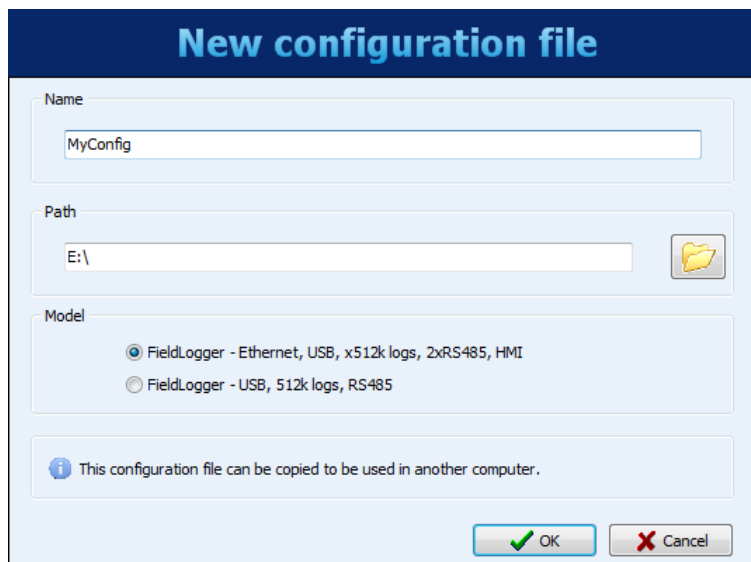 New configuration file
Name
MyConfig
Path
E:\
Model
FieldLogger - Ethernet, USB, x512k logs, 2xRS485, HMI
FieldLogger - USB, 512k logs, RS485
This configuration file can be copied to be used in another computer.
OK
Cancel